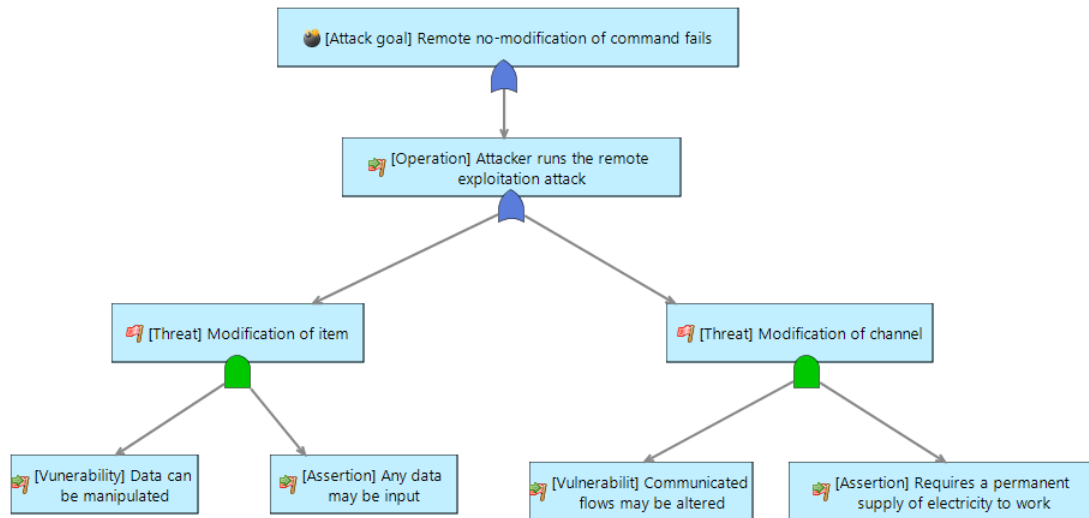 [Attack goal] Remote no-modification of command fails
[Operation] Attacker runs the remote
exploitation attack
[Threat] Modification of item
[Threat] Modification of channel
[Vunerability] Data can
be manipulated
[Assertion] Any data
may be input
[Vulnerabilit] Communicated
flows may be altered
[Assertion] Requires a permanent
supply of electricity to work